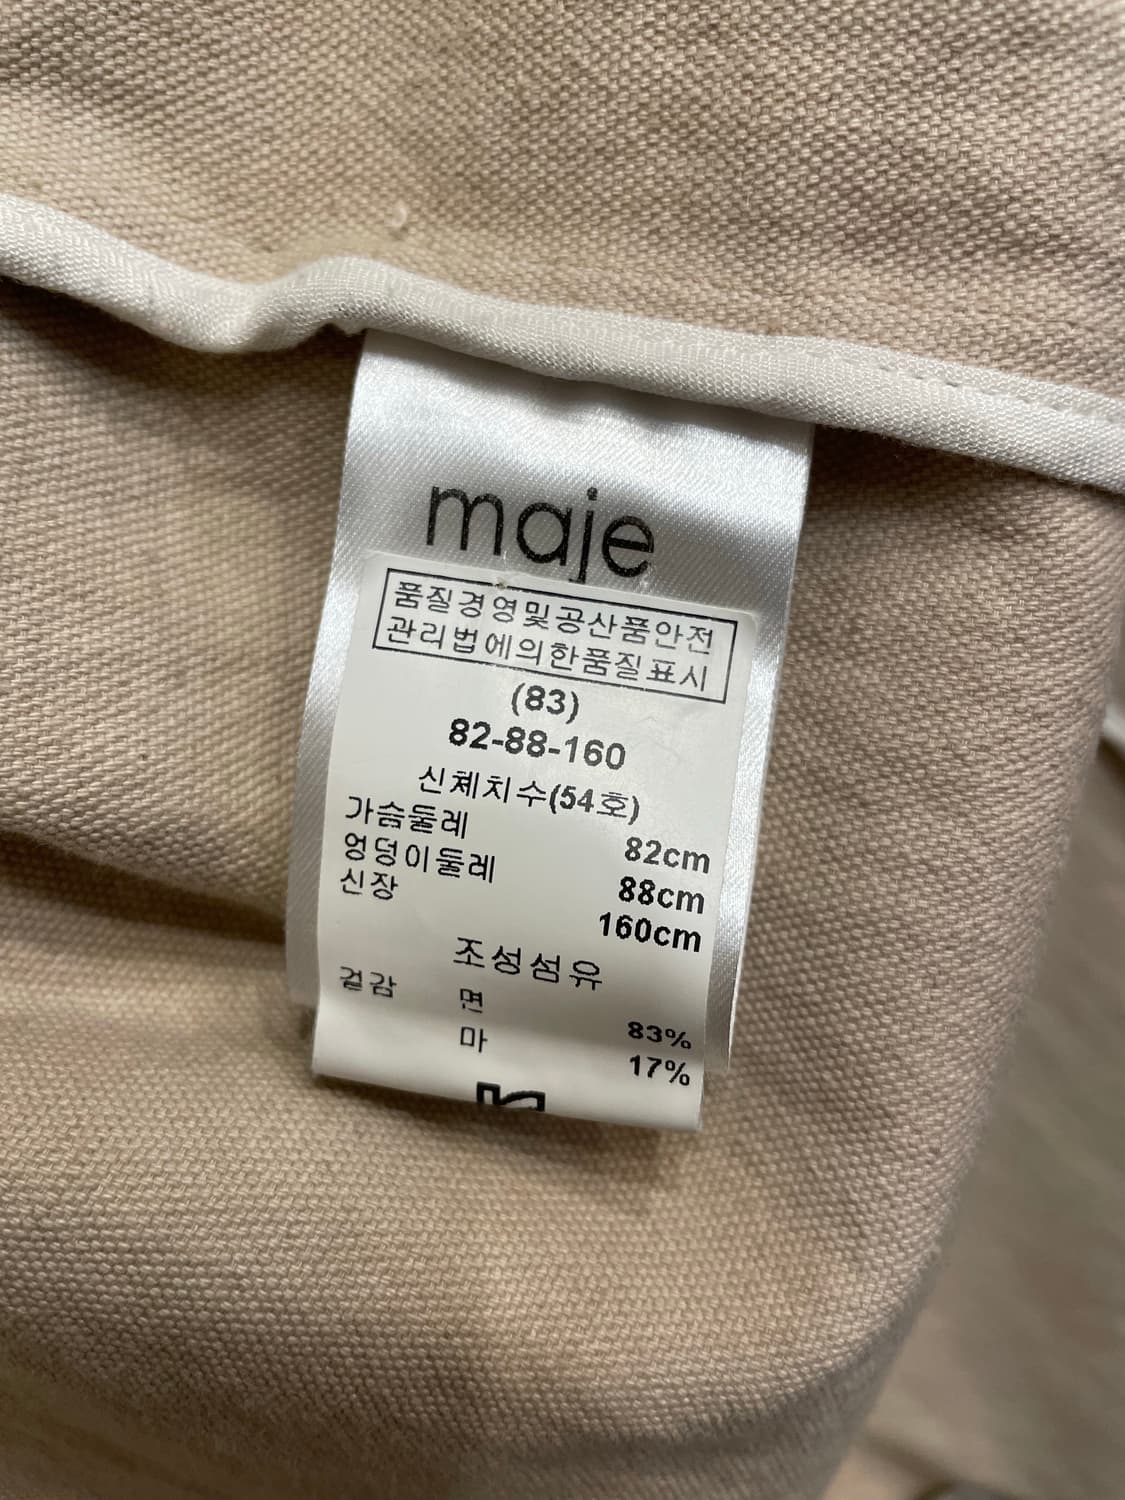 maje
품질경영및공산품안전
관리법에의한품질표시
(83)
82-88-160
신체치수(54호)
가슴둘레 82cm
엉덩이둘레 88cm
신장 160cm
조성섬유
겉감 면 83%
마 17%